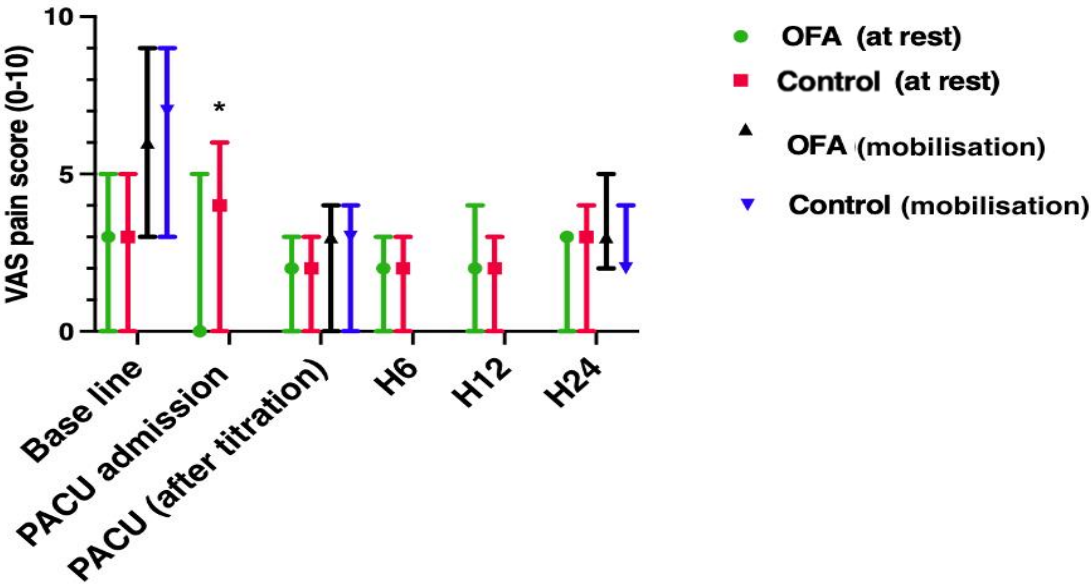 VAS pain score (0-10)
10
5
0
*
Base line
PACU admission
PACU (after titration)
H6
H12
H24
OFA (at rest)
Control (at rest)
OFA (mobilisation)
Control (mobilisation)